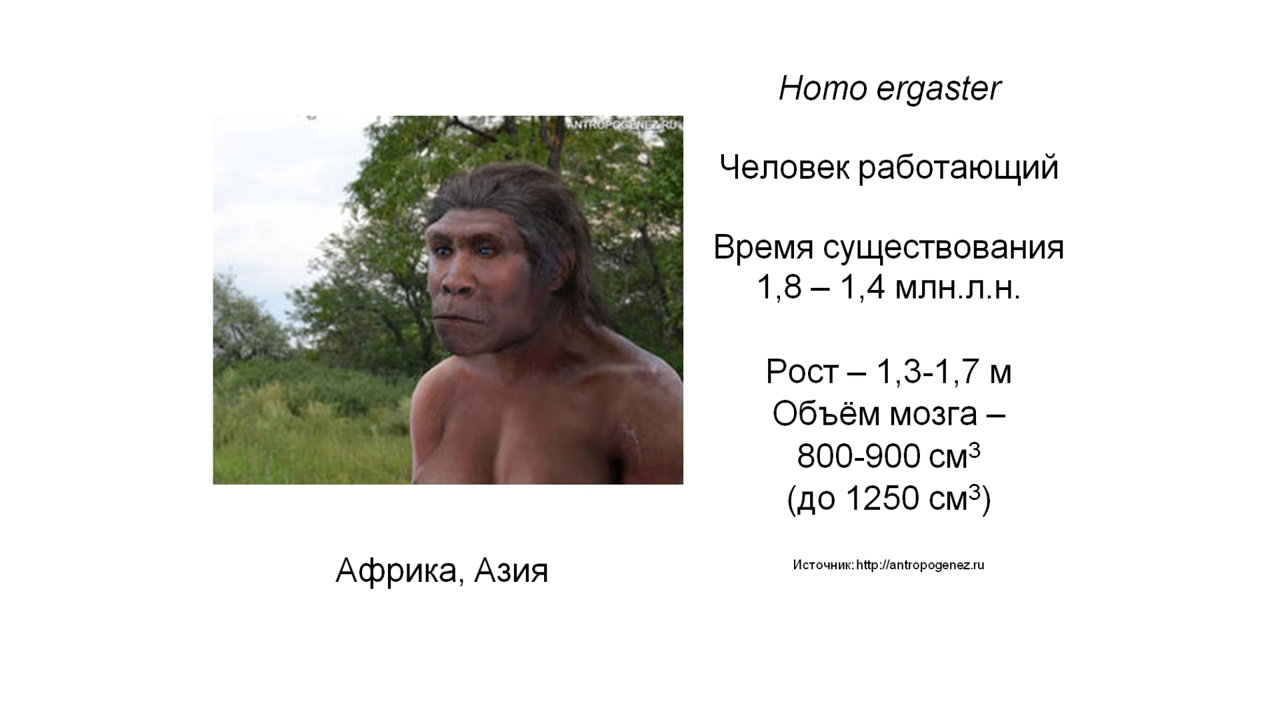 Homo ergaster
ANTROPOGENEZ.RU
Человек работающий
Время существования
1,8 – 1,4 млн.л.н.
Рост – 1,3-1,7 м
Объём мозга –
800-900 см³
(до 1250 см³)
Африка, Азия
Источник: http://antropogenez.ru